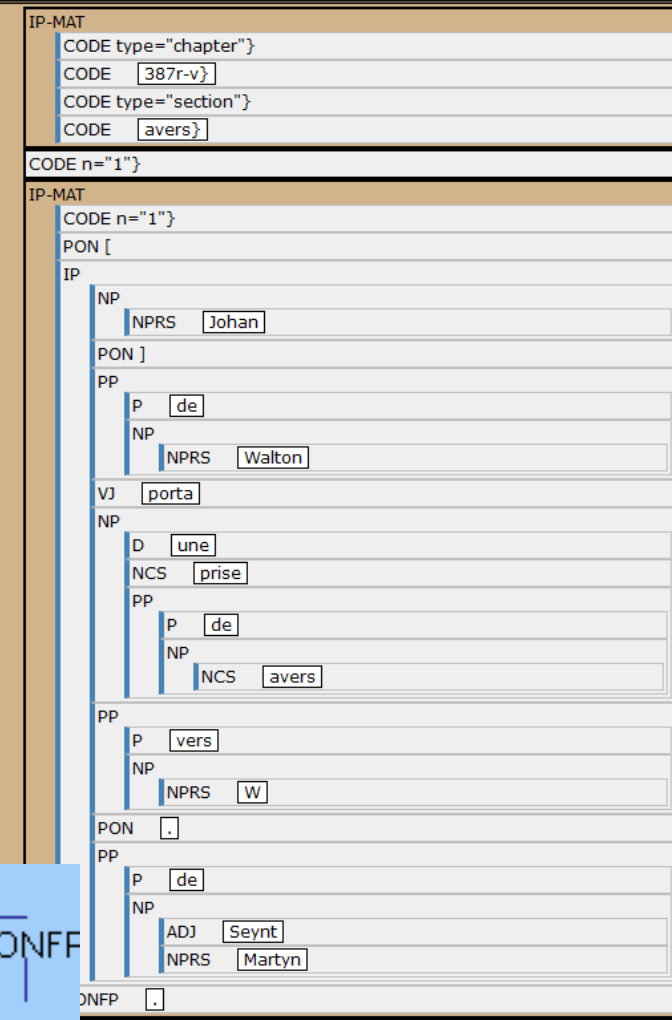 IP-MAT
CODE type="chapter"}
CODE 387r-v}
CODE type="section"}
CODE avers}
CODE n="1"}
IP-MAT
CODE n="1"}
PON [
IP
NP
NPRS Johan
PON ]
PP
P de
NP
NPRS Walton
VJ porta
NP
D une
NCS prise
PP
P de
NP
NCS avers
PP
P vers
NP
NPRS W
PON .
PP
P de
NP
ADJ Seynt
NPRS Martyn
ONFP .
ONFP